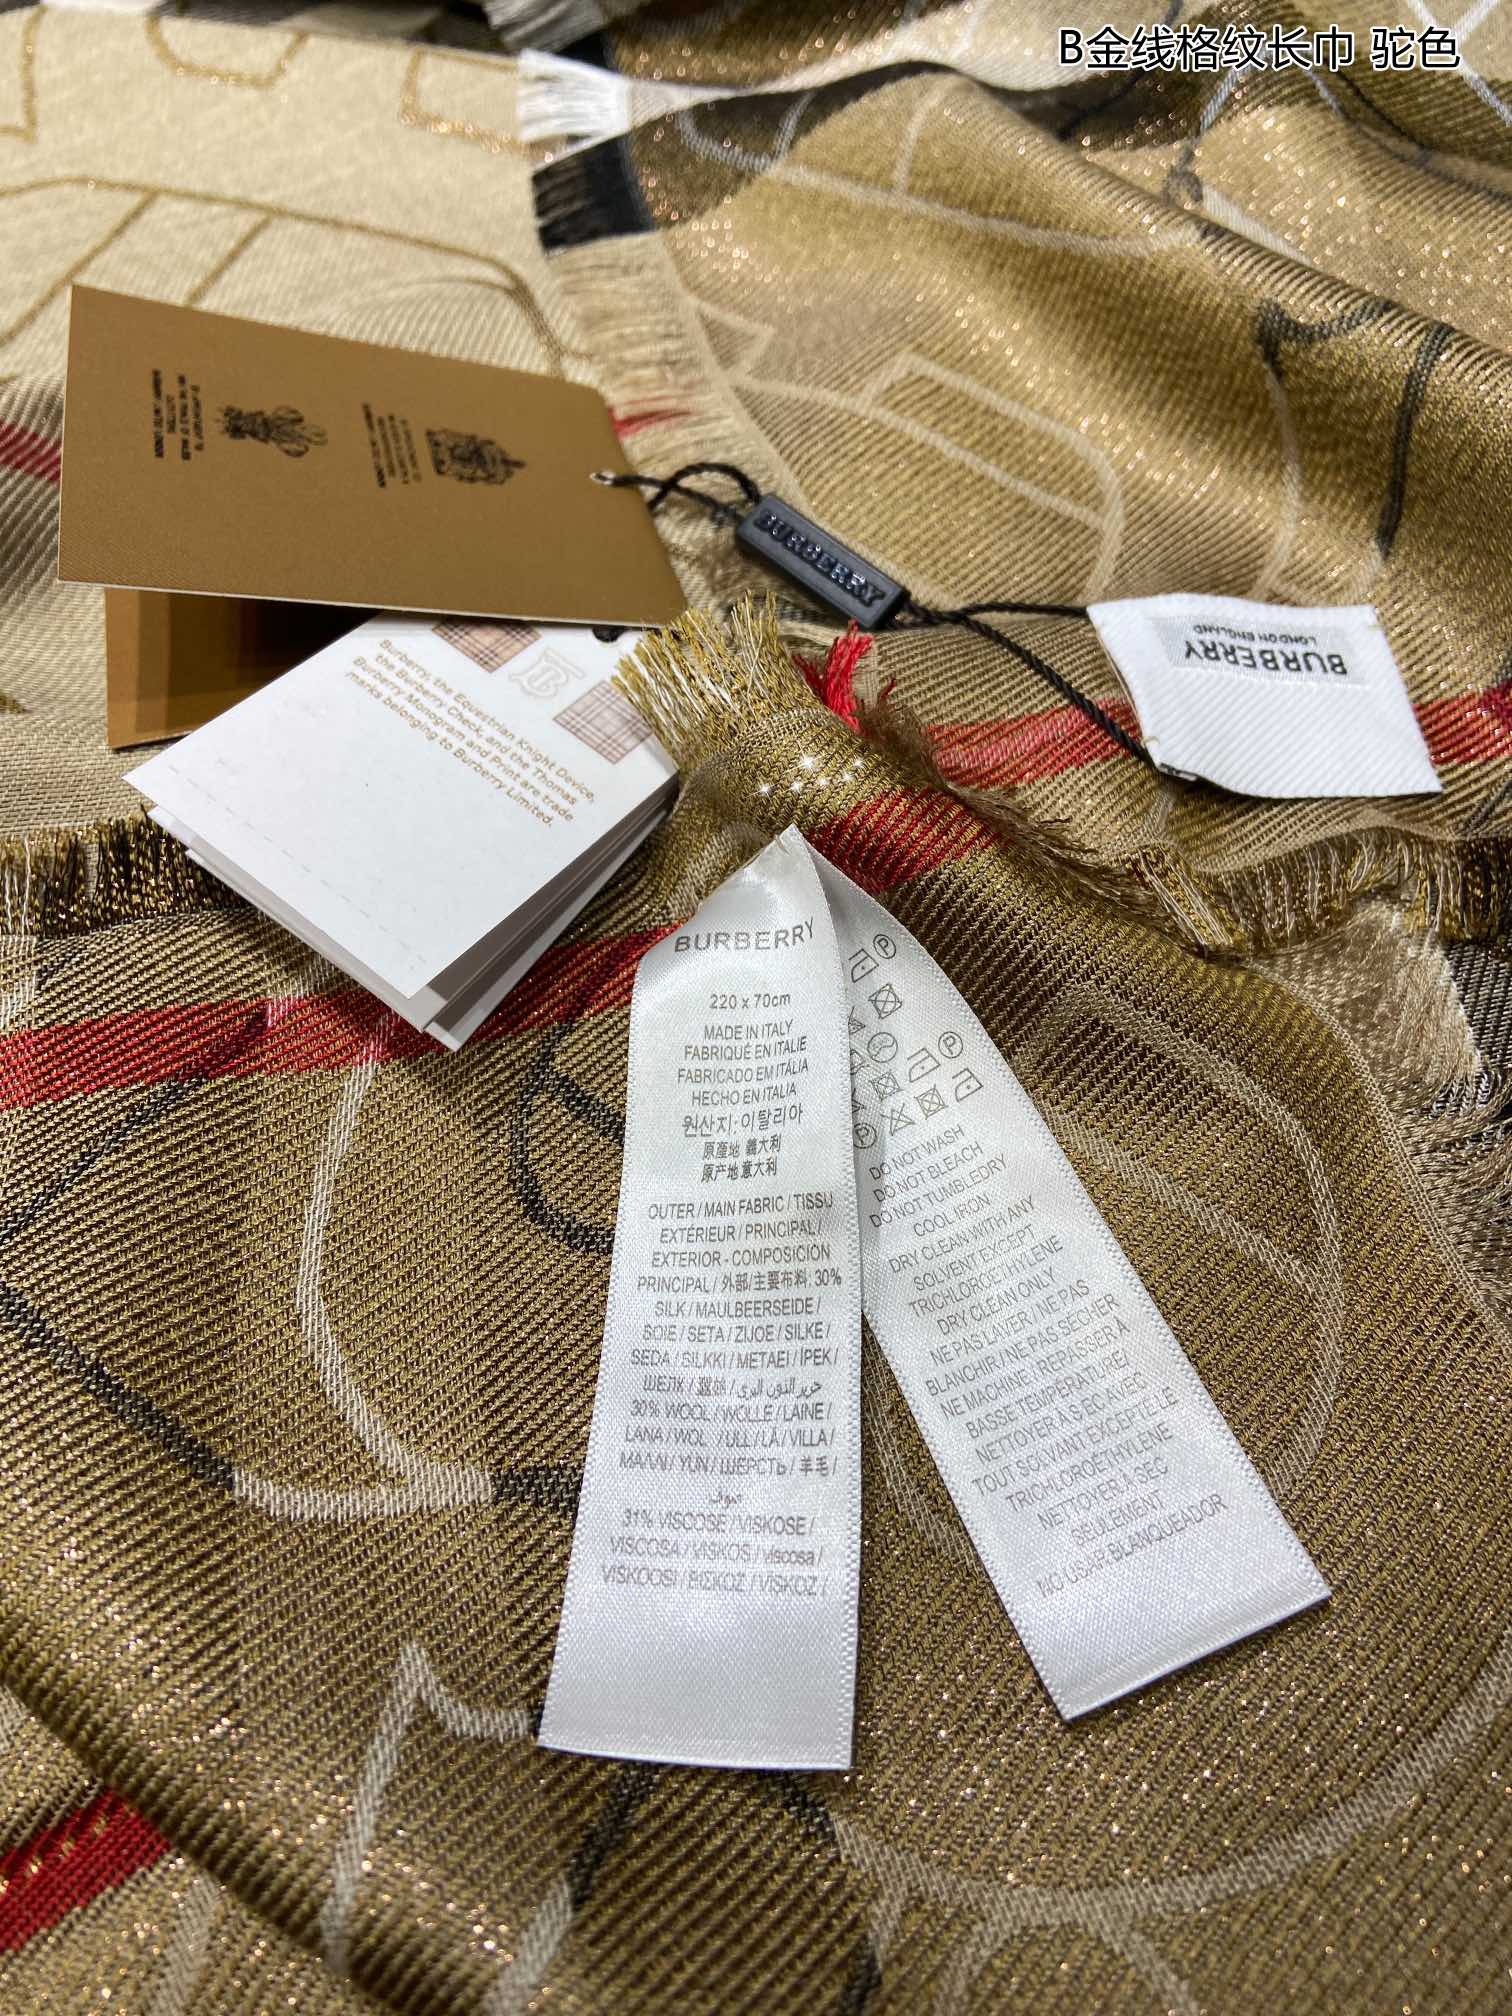 B金线格纹长巾 驼色
BURBERRY
BURBERRY
LONDON ENGLAND
Burberry, the Equestrian Knight Device,
the Burberry Check, and the Thomas
Burberry Monogram and Print are trade
marks belonging to Burberry Limited.
BURBERRY
220 x 70cm
MADE IN ITALY
FABRIQUÉ EN ITALIE
FABRICADO EM ITÁLIA
HECHO EN ITALIA
원산지: 이탈리아
原產地 義大利
原产地 意大利
OUTER / MAIN FABRIC / TISSU
EXTÉRIEUR / PRINCIPAL /
EXTERIOR - COMPOSICIÓN
PRINCIPAL / 外部/主要布料: 30%
SILK / MAULBEERSEIDE /
SOIE / SETA / ZIJDE / SILKE /
SEDA / SILKKI / ΜΕΤΑΞΙ / İPEK /
ШЕЛК /
30% WOOL / WOLLE / LAINE /
LANA / WOL / ULL / LÃ / VILLA /
ΜΑΛΛΙ / YÜN / ШЕРСТЬ / 羊毛 /
صوف
31% VISCOSE / VISKOSE /
VISCOSA / VISKOS / viscosa /
VISKOOSI / ΒΙΣΚΟΖ / VİSKOZ /
DO NOT WASH
DO NOT BLEACH
DO NOT TUMBLEDRY
COOL IRON
DRY CLEAN WITH ANY
SOLVENT EXCEPT
TRICHLOROETHYLENE
DRY CLEAN ONLY
NE PAS LAVER / NE PAS
BLANCHIR / NE PAS SÉCHER
NE MACHINE / REPASSER À
BASSE TEMPÉRATURE/
NETTOYER À SEC AVEC
TOUT SOLVANT EXCEPTÉ LE
TRICHLOROÉTHYLÈNE
NETTOYER À SEC
SEULEMENT
NO USAR BLANQUEADOR